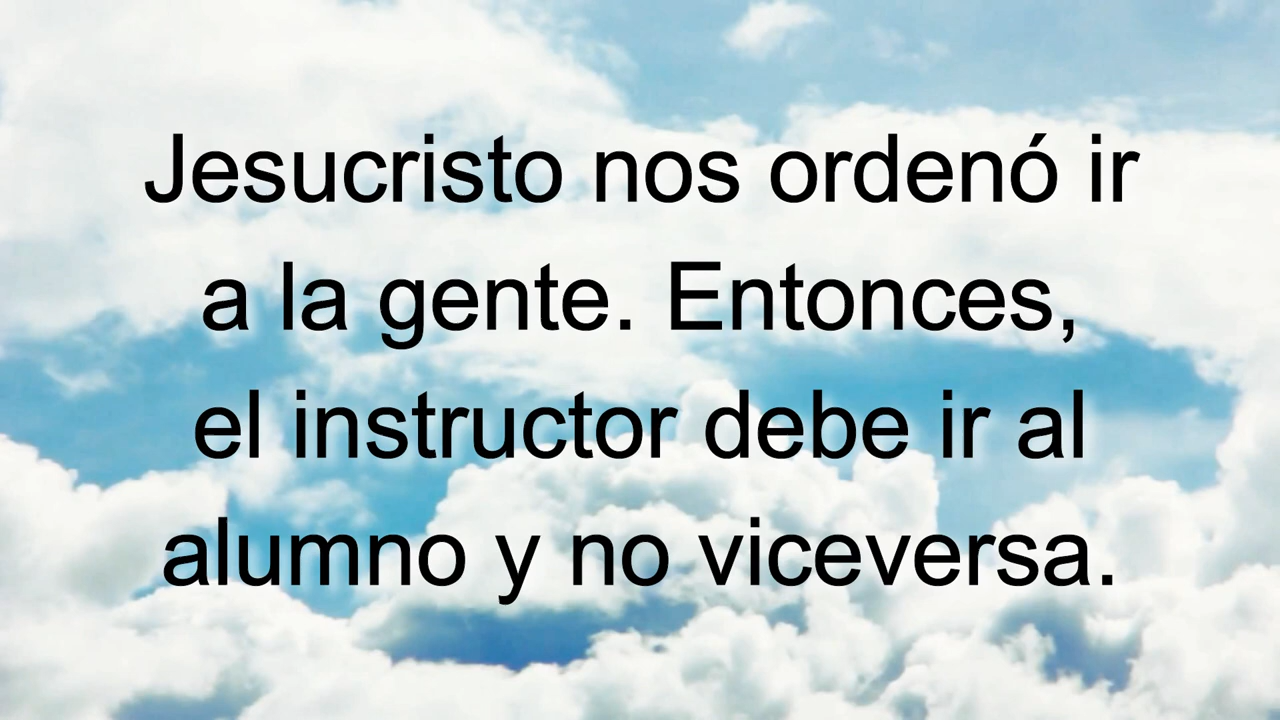 Jesucristo nos ordenó ir
a la gente. Entonces,
el instructor debe ir al
alumno y no viceversa.